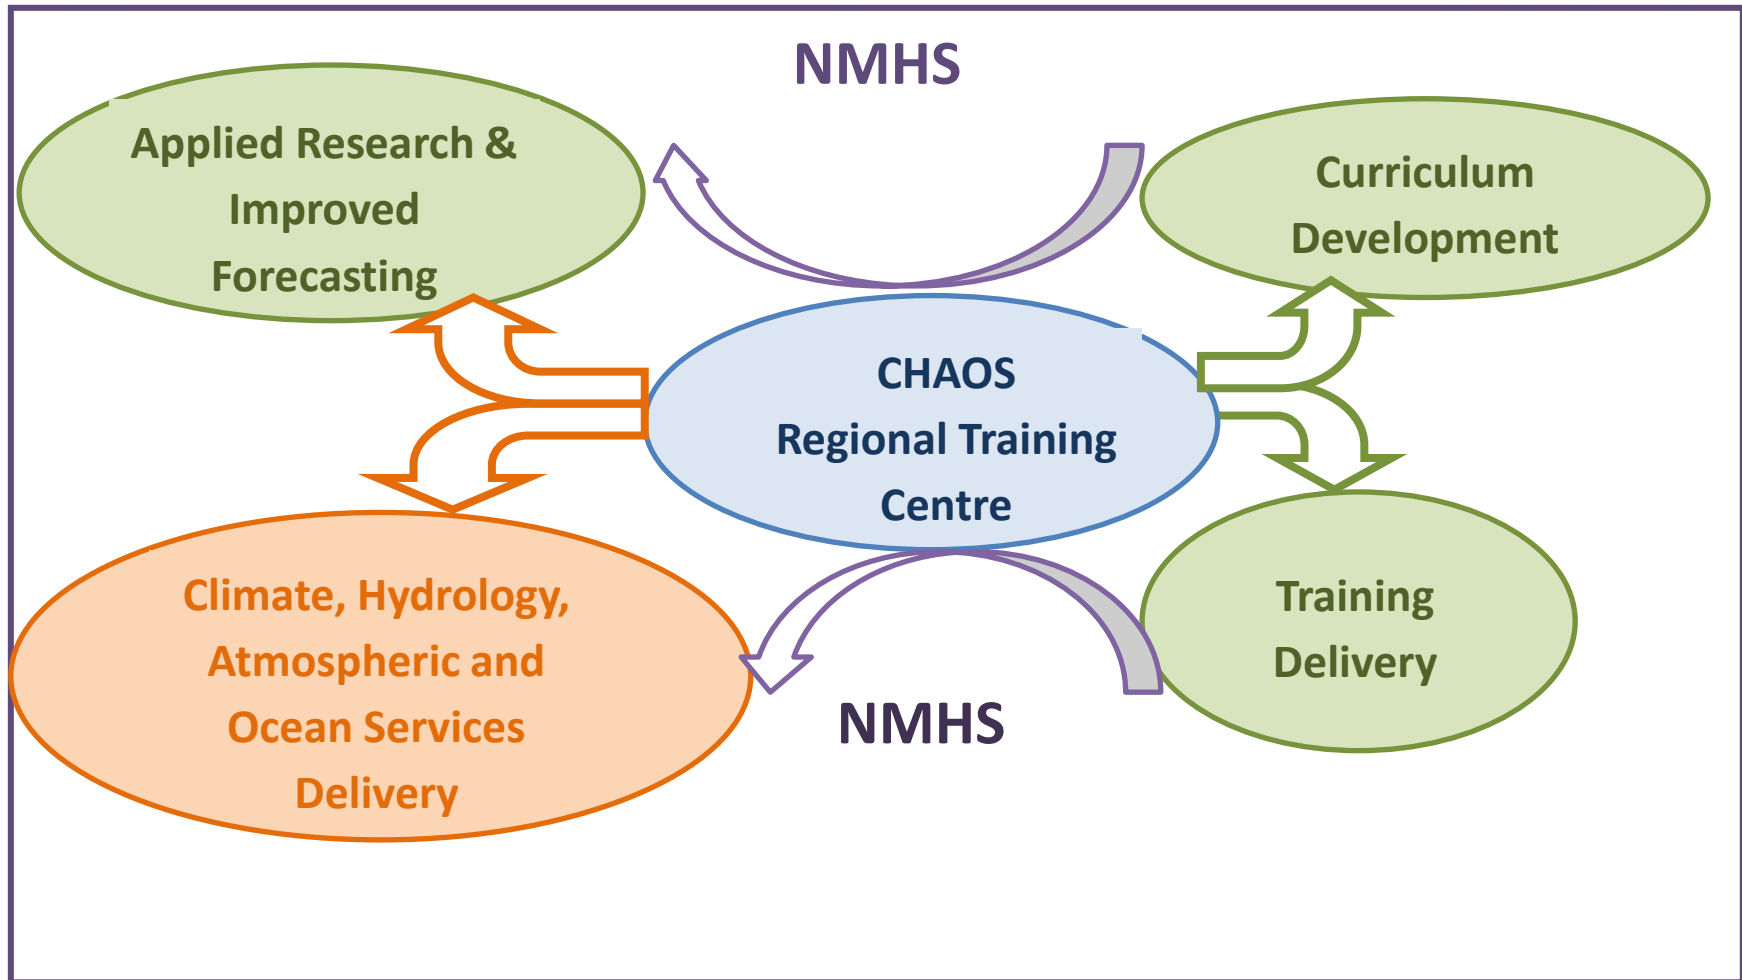 NMHS
Applied Research &
Improved
Forecasting
Curriculum
Development
CHAOS
Regional Training
Centre
Climate, Hydrology,
Atmospheric and
Ocean Services
Delivery
Training
Delivery
NMHS